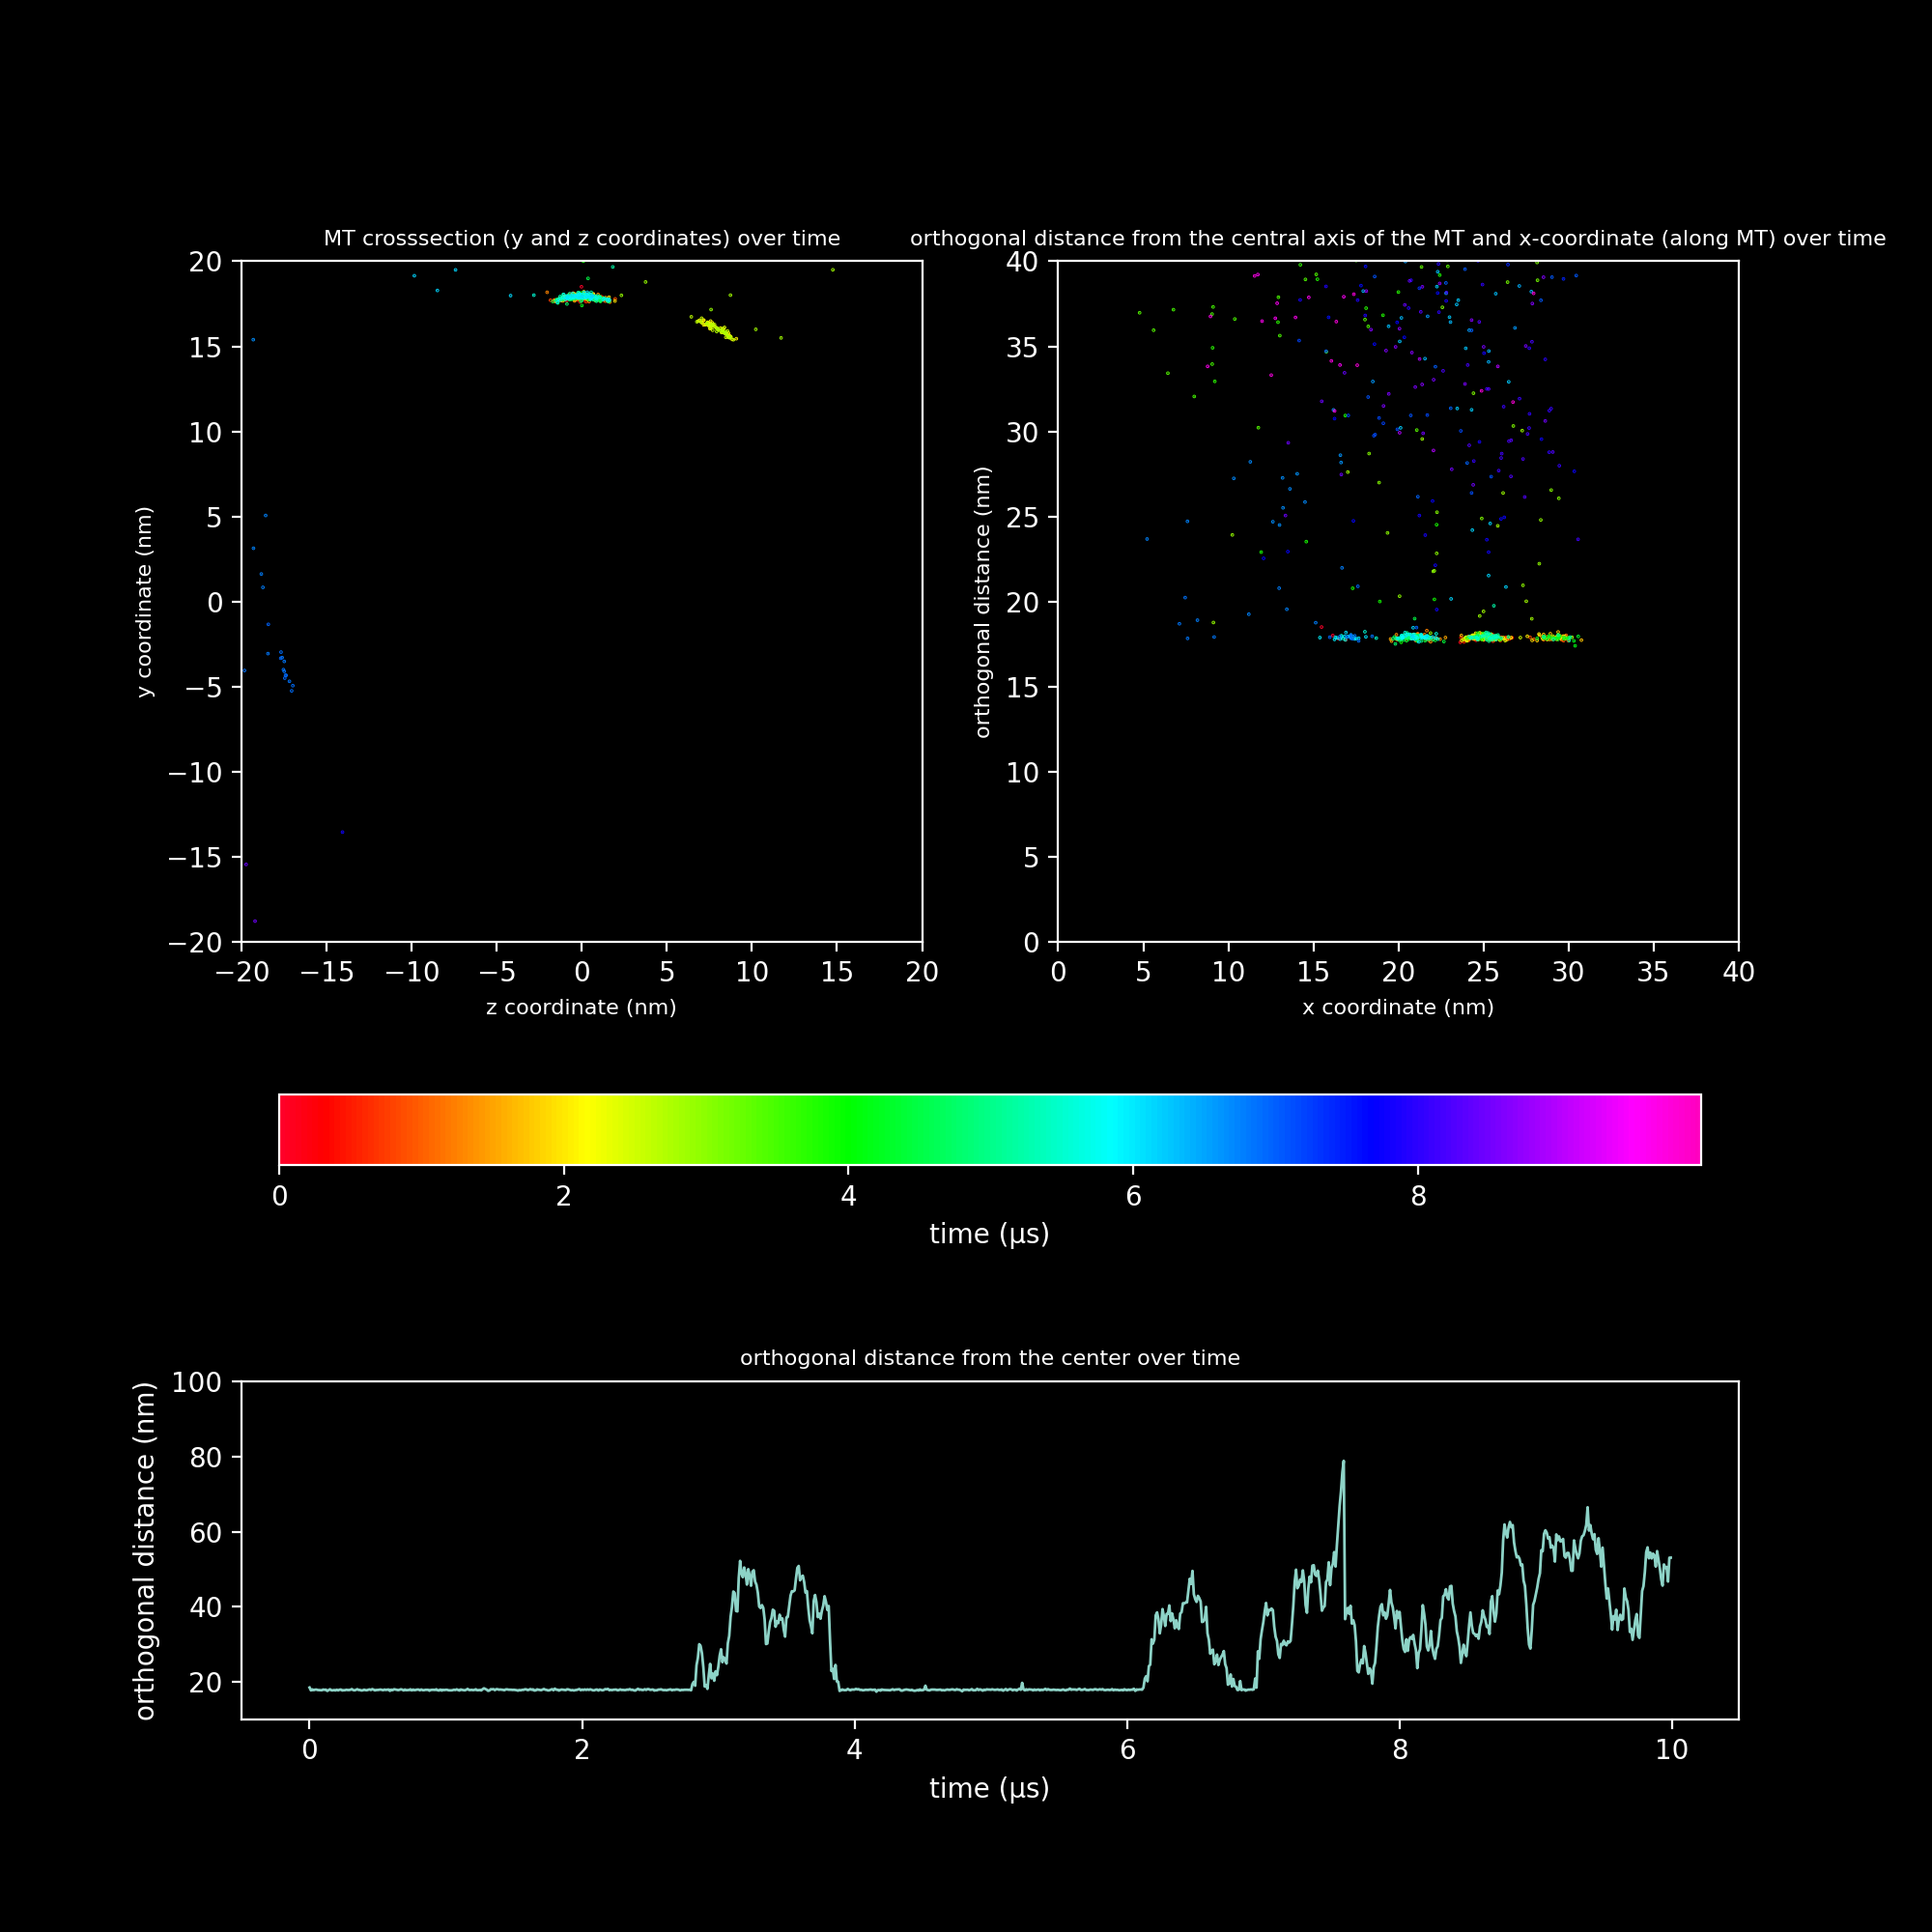 MT crosssection (y and z coordinates) over time
orthogonal distance from the central axis of the MT and x-coordinate (along MT) over time
20
15
10
5
0
−5
−10
−15
−20
y coordinate (nm)
−20 −15 −10 −5 0 5 10 15 20
z coordinate (nm)
40
35
30
25
20
15
10
5
0
orthogonal distance (nm)
0 5 10 15 20 25 30 35 40
x coordinate (nm)
0 2 4 6 8
time (µs)
orthogonal distance from the center over time
100
80
60
40
20
orthogonal distance (nm)
0 2 4 6 8 10
time (µs)